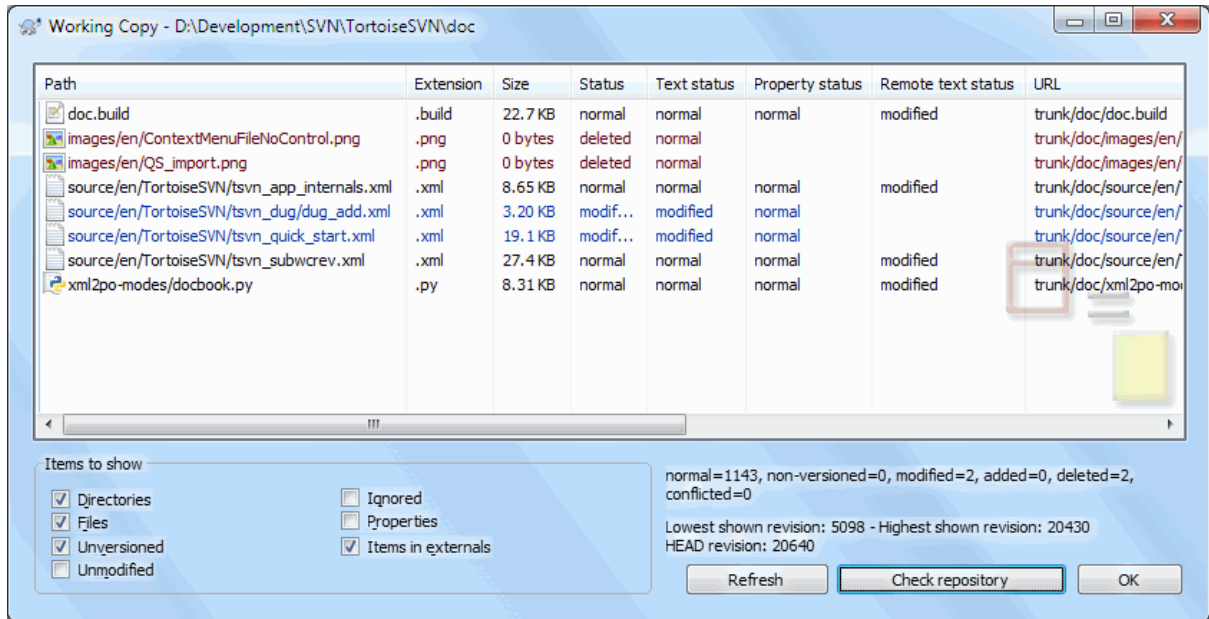 Working Copy - D:\Development\SVN\TortoiseSVN\doc
Path Extension Size Status Text status Property status Remote text status URL
doc.build .build 22.7 KB normal normal normal modified trunk/doc/doc.build
images/en/ContextMenuFileNoControl.png .png 0 bytes deleted normal trunk/doc/images/en/
images/en/QS_import.png .png 0 bytes deleted normal trunk/doc/images/en/
source/en/TortoiseSVN/tsvn_app_internals.xml .xml 8.65 KB normal normal normal modified trunk/doc/source/en/
source/en/TortoiseSVN/tsvn_dug/dug_add.xml .xml 3.20 KB modif... modified normal trunk/doc/source/en/
source/en/TortoiseSVN/tsvn_quick_start.xml .xml 19.1 KB modif... modified normal trunk/doc/source/en/
source/en/TortoiseSVN/tsvn_subwcrev.xml .xml 27.4 KB normal normal normal modified trunk/doc/source/en/
xml2po-modes/docbook.py .py 8.31 KB normal normal normal modified trunk/doc/xml2po-mo
Items to show
Directories Ignored
Files Properties
Unversioned Items in externals
Unmodified
normal=1143, non-versioned=0, modified=2, added=0, deleted=2,
conflicted=0
Lowest shown revision: 5098 - Highest shown revision: 20430
HEAD revision: 20640
Refresh Check repository OK